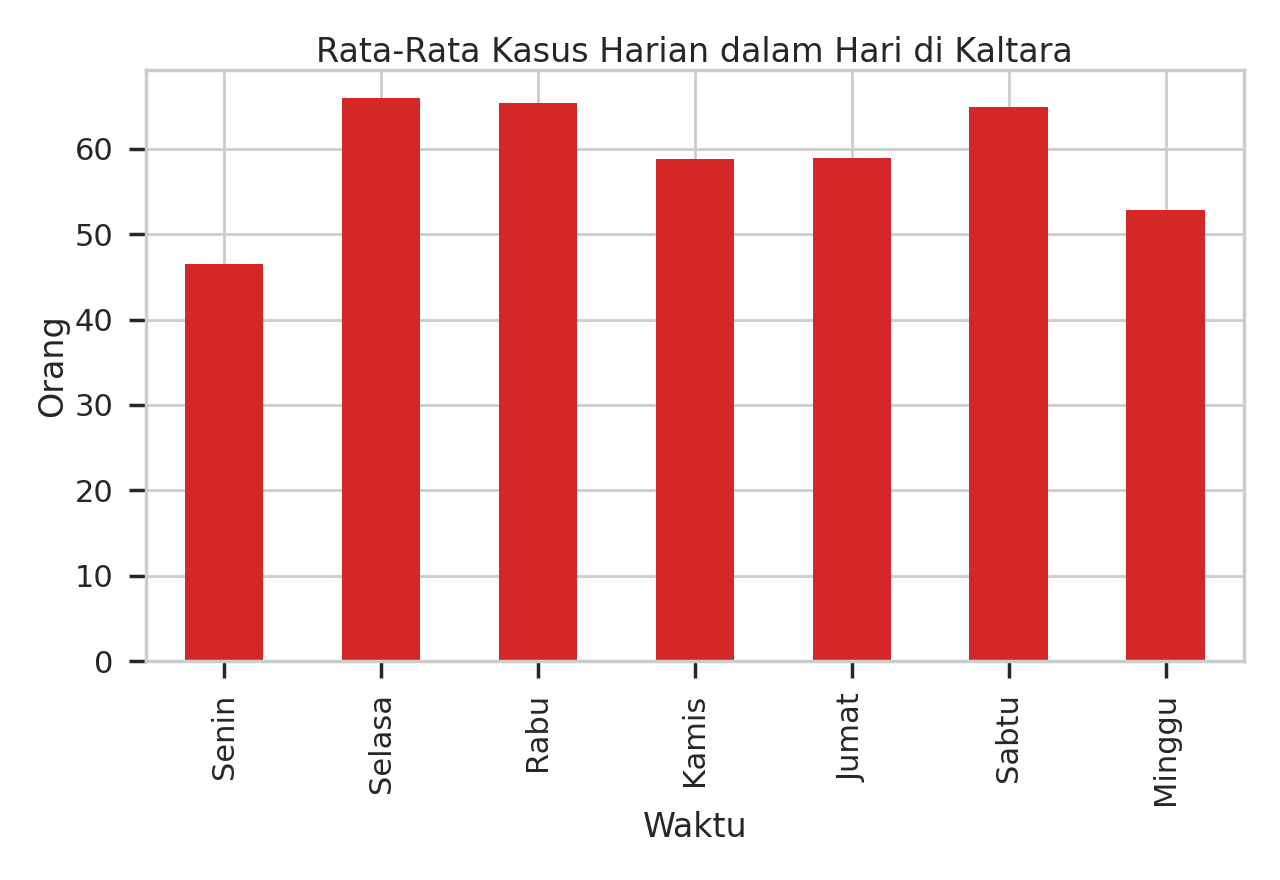 Rata-Rata Kasus Harian dalam Hari di Kaltara
Orang
60
50
40
30
20
10
0
Senin
Selasa
Rabu
Kamis
Jumat
Sabtu
Minggu
Waktu